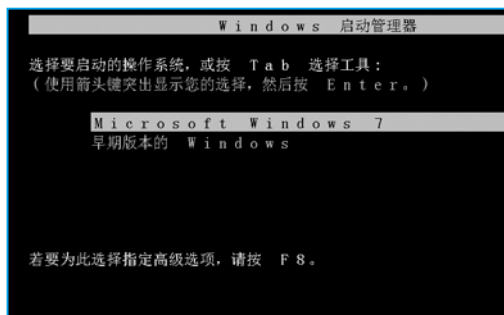 Windows 启动管理器
选择要启动的操作系统，或按 Tab 选择工具：
（使用箭头键突出显示您的选择，然后按 Enter。）
Microsoft Windows 7
早期版本的 Windows
若要为此选择指定高级选项，请按 F8。